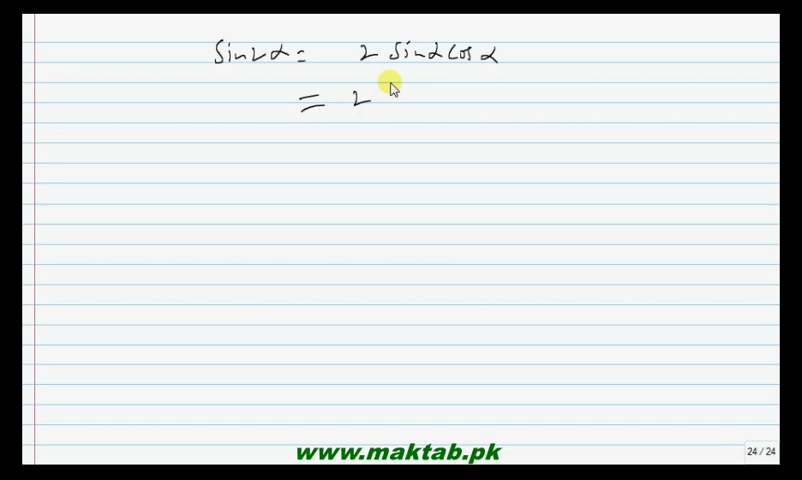 Sin2α = 2 Sinα Cosα
= 2
www.maktab.pk
24 / 24